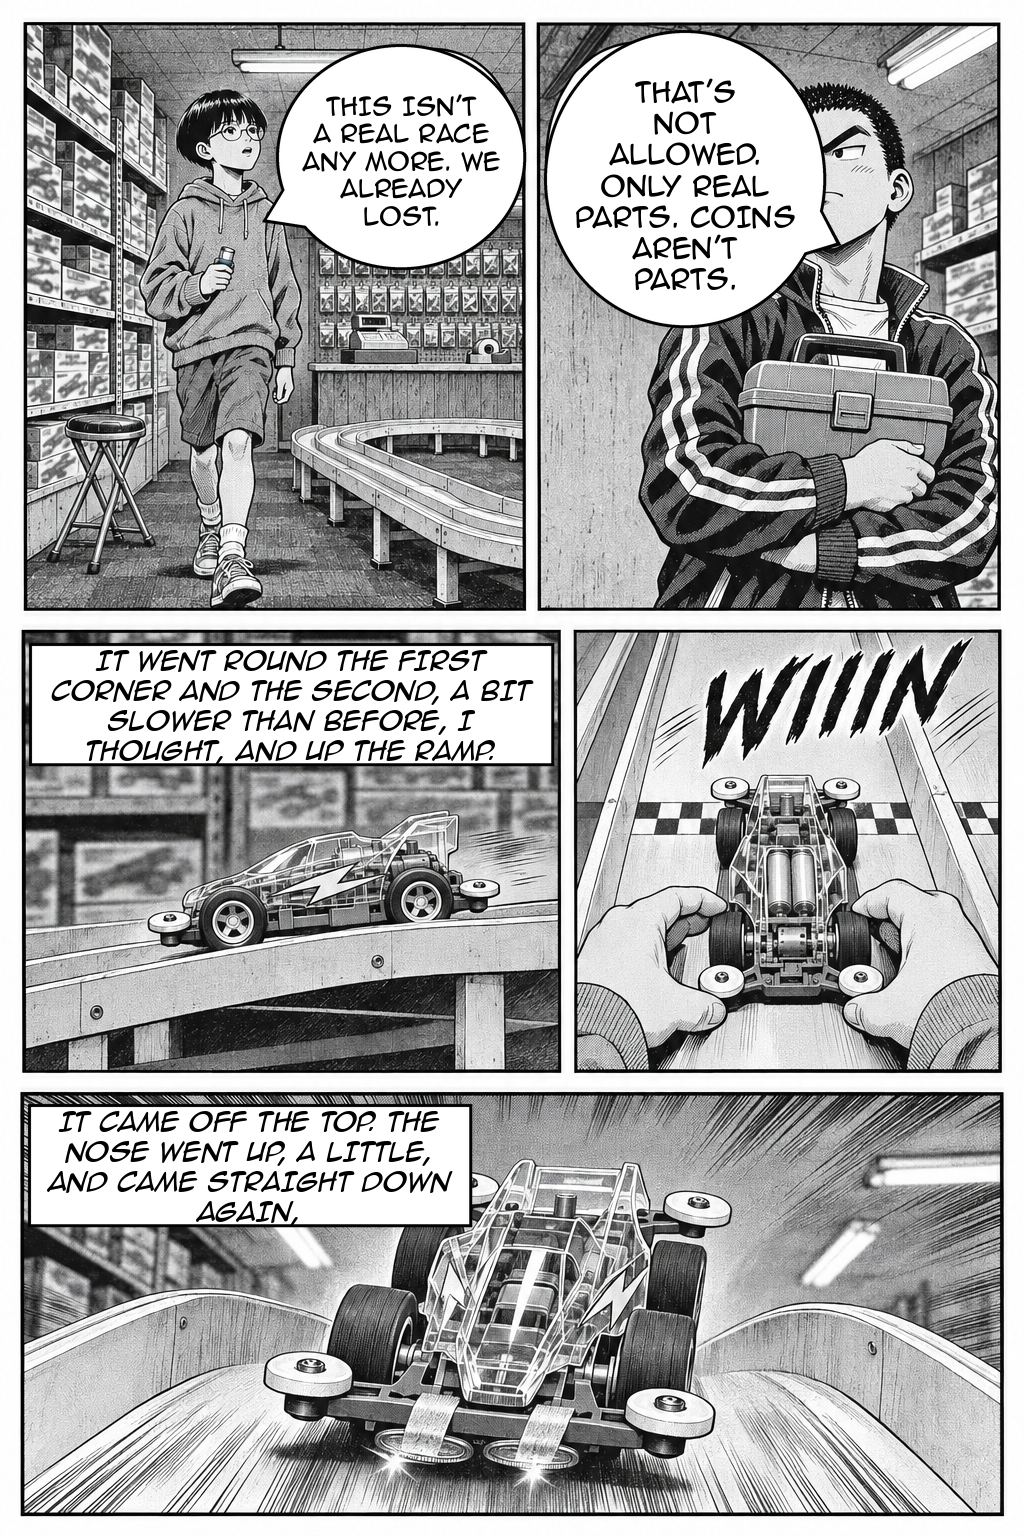 THIS ISN'T
A REAL RACE
ANY MORE. WE
ALREADY
LOST.
THAT'S
NOT
ALLOWED.
ONLY REAL
PARTS. COINS
AREN'T
PARTS.
IT WENT ROUND THE FIRST
CORNER AND THE SECOND, A BIT
SLOWER THAN BEFORE, I
THOUGHT, AND UP THE RAMP.
WIIIIN
IT CAME OFF THE TOP. THE
NOSE WENT UP, A LITTLE,
AND CAME STRAIGHT DOWN
AGAIN,